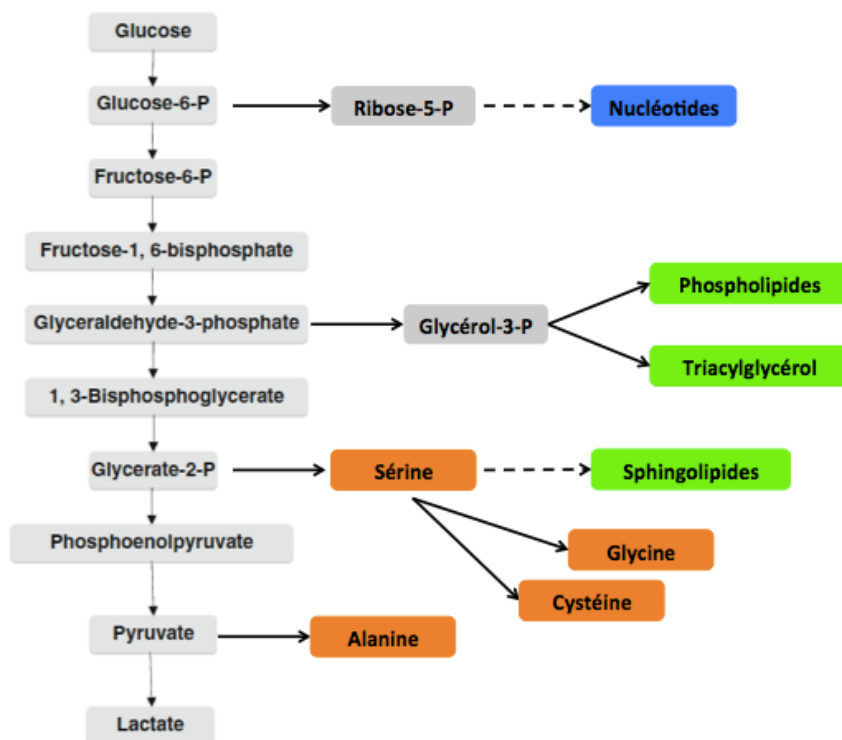 Glucose
Glucose-6-P
Ribose-5-P
Nucléotides
Fructose-6-P
Fructose-1, 6-bisphosphate
Phospholipides
Glyceraldehyde-3-phosphate
Glycérol-3-P
Triacylglycérol
1, 3-Bisphosphoglycerate
Glycerate-2-P
Sérine
Sphingolipides
Phosphoenolpyruvate
Glycine
Cystéine
Pyruvate
Alanine
Lactate